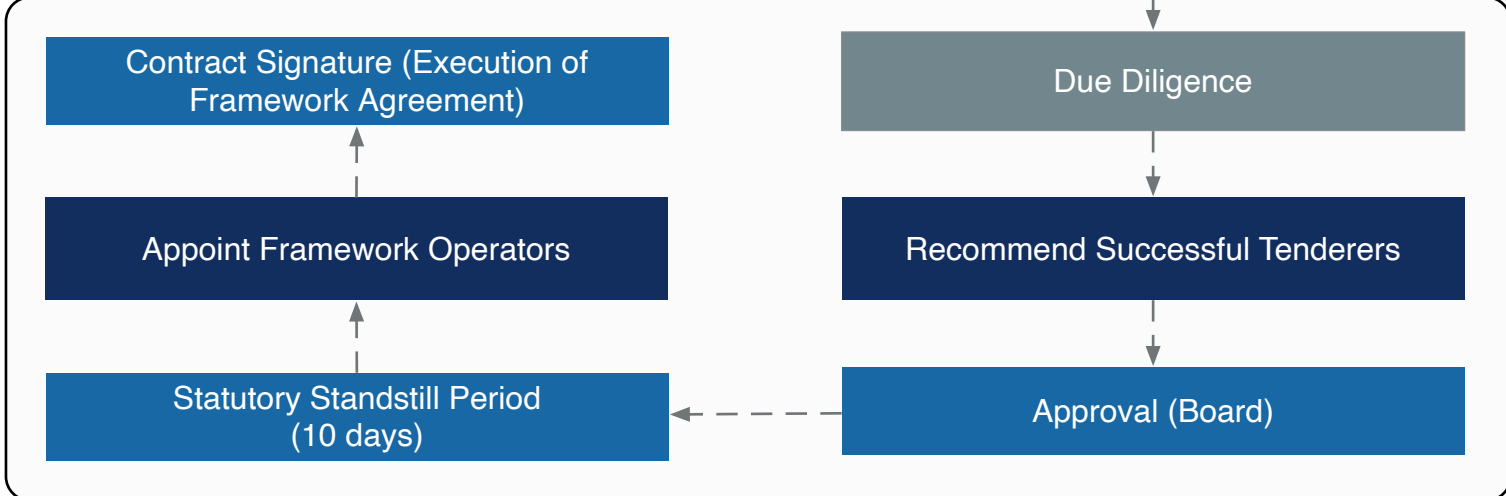 Contract Signature (Execution of
Framework Agreement)
Due Diligence
Appoint Framework Operators
Recommend Successful Tenderers
Statutory Standstill Period
(10 days)
Approval (Board)